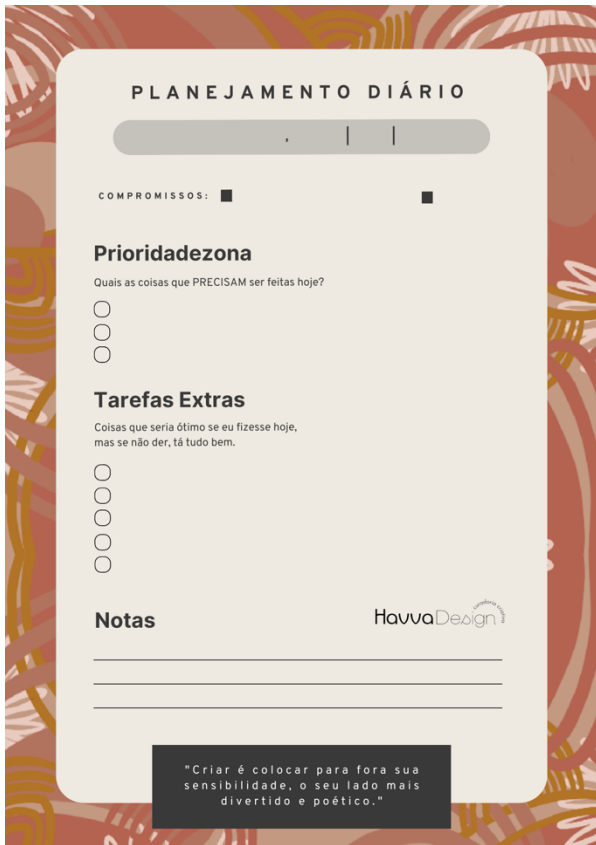 PLANEJAMENTO DIÁRIO
, | |
COMPROMISSOS:
Prioridadezona
Quais as coisas que PRECISAM ser feitas hoje?
Tarefas Extras
Coisas que seria ótimo se eu fizesse hoje,
mas se não der, tá tudo bem.
Notas
HavvaDesign
curadoria criativa
"Criar é colocar para fora sua
sensibilidade, o seu lado mais
divertido e poético."